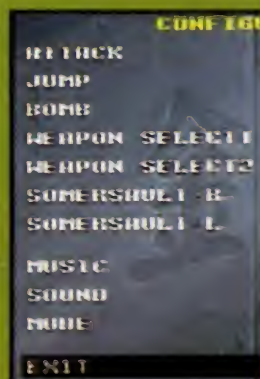 CONFIGU
ATTACK
JUMP
BOMB
WEAPON SELECT1
WEAPON SELECT2
SOMERSAULT R
SOMERSAULT L
MUSIC
SOUND
MODE
EXIT